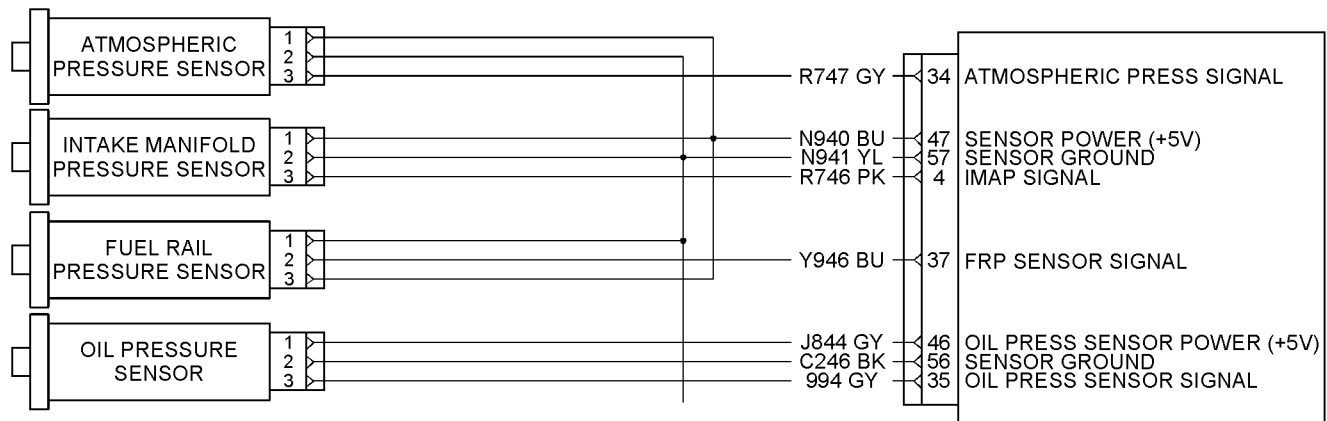 ATMOSPHERIC
PRESSURE SENSOR
1
2
3
R747 GY 34 ATMOSPHERIC PRESS SIGNAL
INTAKE MANIFOLD
PRESSURE SENSOR
1
2
3
N940 BU 47 SENSOR POWER (+5V)
N941 YL 57 SENSOR GROUND
R746 PK 4 IMAP SIGNAL
FUEL RAIL
PRESSURE SENSOR
1
2
3
Y946 BU 37 FRP SENSOR SIGNAL
OIL PRESSURE
SENSOR
1
2
3
J844 GY 46 OIL PRESS SENSOR POWER (+5V)
C246 BK 56 SENSOR GROUND
994 GY 35 OIL PRESS SENSOR SIGNAL